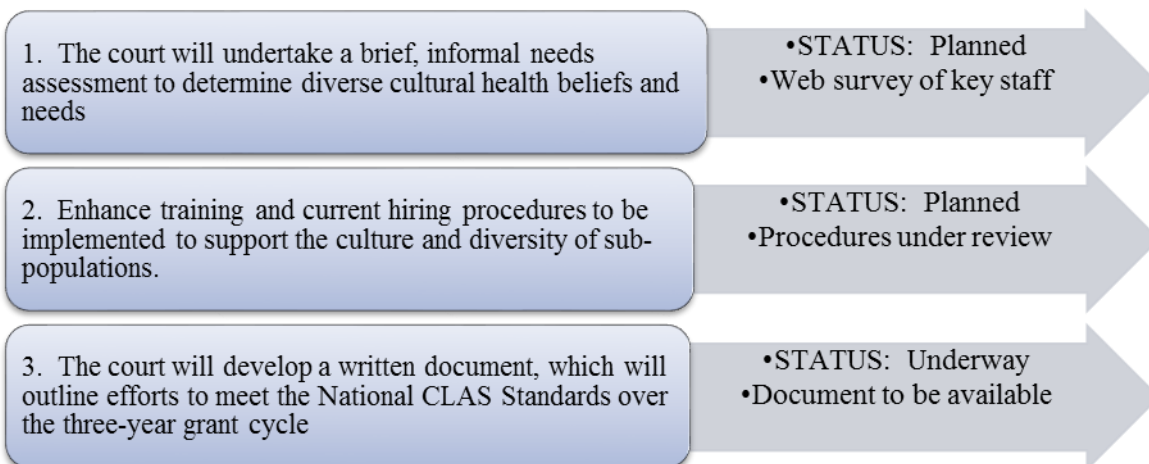 1. The court will undertake a brief, informal needs
assessment to determine diverse cultural health beliefs and
needs
•STATUS: Planned
•Web survey of key staff
2. Enhance training and current hiring procedures to be
implemented to support the culture and diversity of sub-
populations.
•STATUS: Planned
•Procedures under review
3. The court will develop a written document, which will
outline efforts to meet the National CLAS Standards over
the three-year grant cycle
•STATUS: Underway
•Document to be available